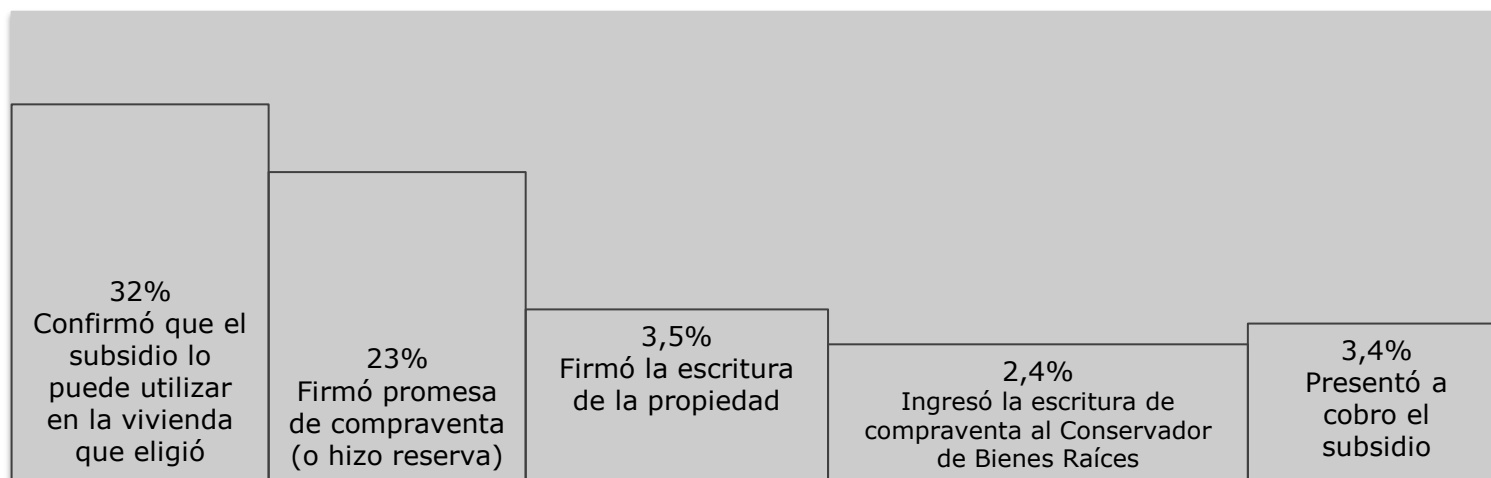 32%
Confirmó que el
subsidio lo
puede utilizar
en la vivienda
que eligió
23%
Firmó promesa
de compraventa
(o hizo reserva)
3,5%
Firmó la escritura
de la propiedad
2,4%
Ingresó la escritura de
compraventa al Conservador
de Bienes Raíces
3,4%
Presentó a
cobro el
subsidio